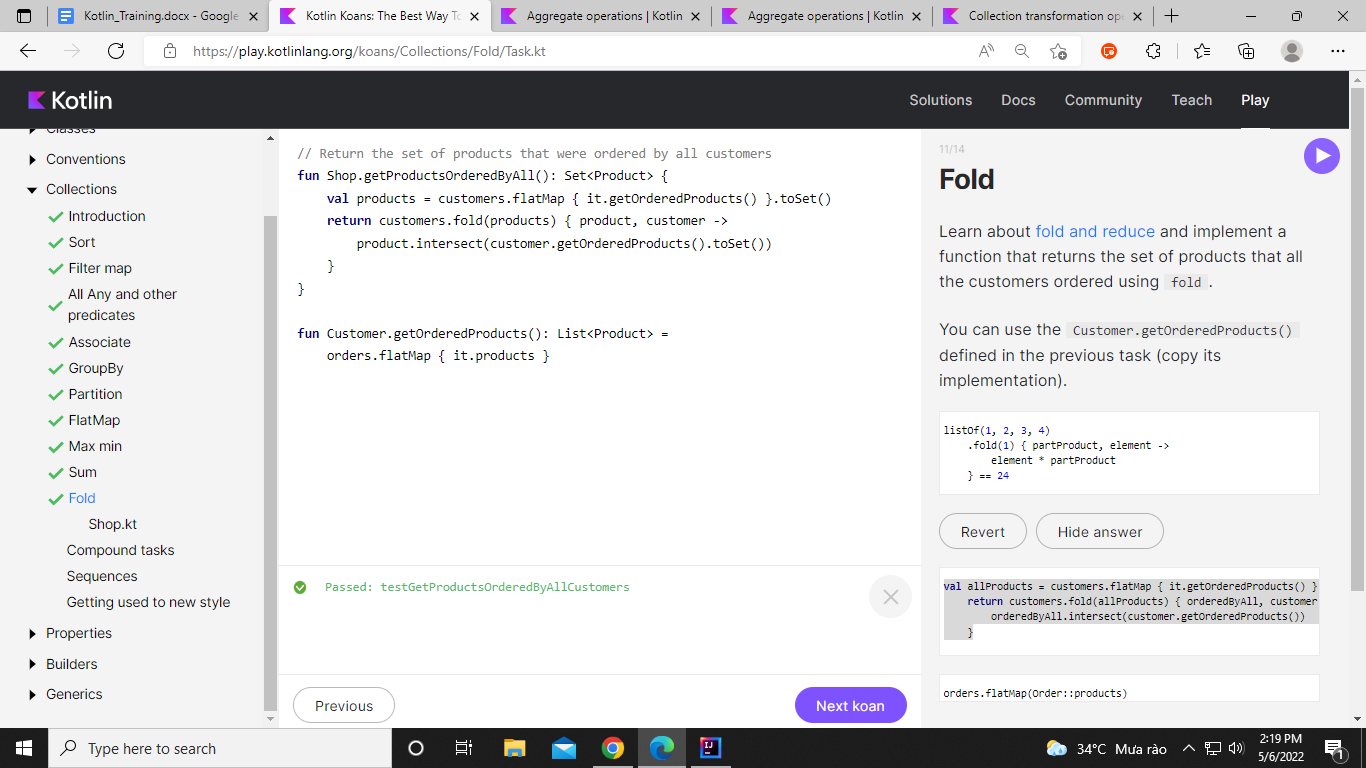 Kotlin_Training.docx - Google
Kotlin Koans: The Best Way To
Aggregate operations | Kotlin
Aggregate operations | Kotlin
Collection transformation ope
https://play.kotlinlang.org/koans/Collections/Fold/Task.kt
Kotlin
Solutions
Docs
Community
Teach
Play
Classes
Conventions
Collections
Introduction
Sort
Filter map
All Any and other
predicates
Associate
GroupBy
Partition
FlatMap
Max min
Sum
Fold
Shop.kt
Compound tasks
Sequences
Getting used to new style
Properties
Builders
Generics
// Return the set of products that were ordered by all customers
fun Shop.getProductsOrderedByAll(): Set<Product> {
    val products = customers.flatMap { it.getOrderedProducts() }.toSet()
    return customers.fold(products) { product, customer ->
        product.intersect(customer.getOrderedProducts().toSet())
    }
}
fun Customer.getOrderedProducts(): List<Product> =
    orders.flatMap { it.products }
Passed: testGetProductsOrderedByAllCustomers
Previous
Next koan
11/14
Fold
Learn about fold and reduce and implement a
function that returns the set of products that all
the customers ordered using fold .
You can use the Customer.getOrderedProducts()
defined in the previous task (copy its
implementation).
listOf(1, 2, 3, 4)
    .fold(1) { partProduct, element ->
        element * partProduct
    } == 24
Revert
Hide answer
val allProducts = customers.flatMap { it.getOrderedProducts() }
    return customers.fold(allProducts) { orderedByAll, customer
        orderedByAll.intersect(customer.getOrderedProducts())
    }
orders.flatMap(Order::products)
Type here to search
34°C Mưa rào
2:19 PM
5/6/2022
1